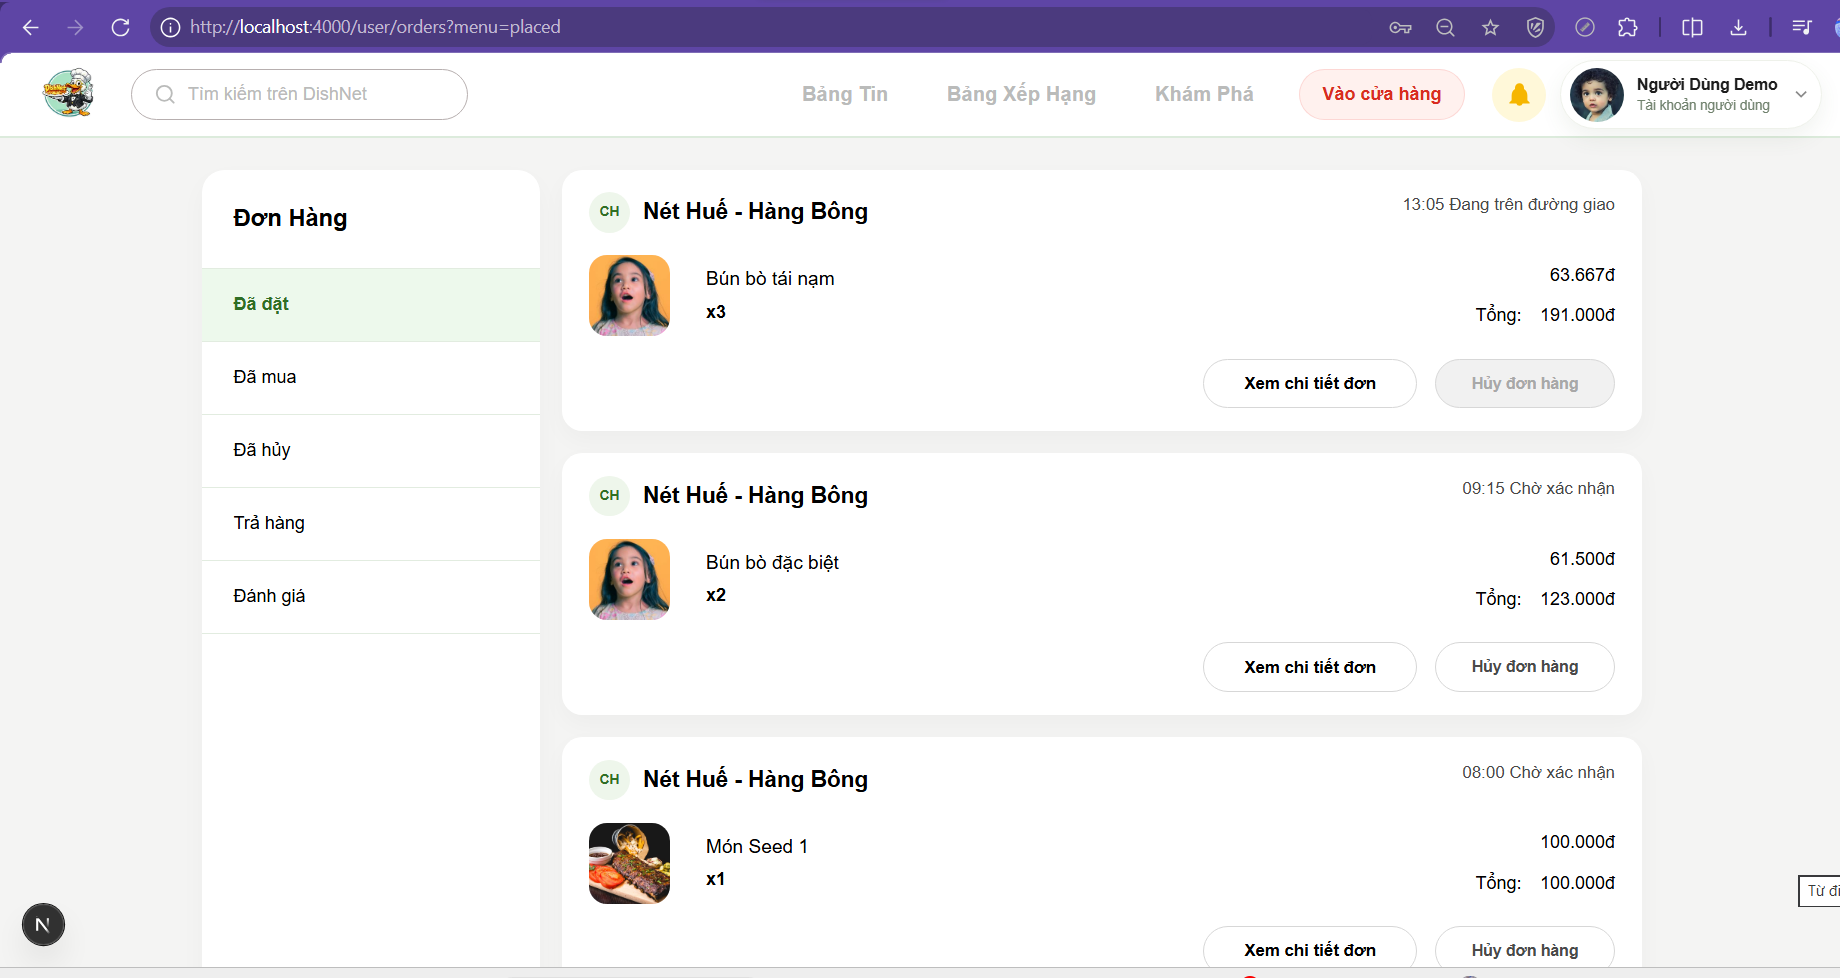 http://localhost:4000/user/orders?menu=placed
DishNet
Tìm kiếm trên DishNet
Bảng Tin
Bảng Xếp Hạng
Khám Phá
Vào cửa hàng
Người Dùng Demo
Tài khoản người dùng
Đơn Hàng
Đã đặt
Đã mua
Đã hủy
Trả hàng
Đánh giá
CH
Nét Huế - Hàng Bông
13:05 Đang trên đường giao
Bún bò tái nạm
x3
63.667đ
Tổng: 191.000đ
Xem chi tiết đơn
Hủy đơn hàng
CH
Nét Huế - Hàng Bông
09:15 Chờ xác nhận
Bún bò đặc biệt
x2
61.500đ
Tổng: 123.000đ
Xem chi tiết đơn
Hủy đơn hàng
CH
Nét Huế - Hàng Bông
08:00 Chờ xác nhận
Món Seed 1
x1
100.000đ
Tổng: 100.000đ
Xem chi tiết đơn
Hủy đơn hàng
Từ
N